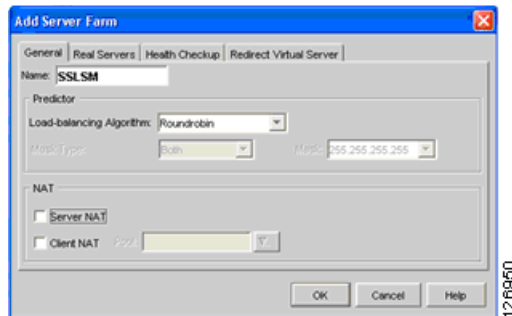 Add Server Farm
General Real Servers Health Checkup Redirect Virtual Server
Name: SSLSM
Predictor
Load-balancing Algorithm: Roundrobin
Mask Type: Both Mask: 255.255.255.255
NAT
Server NAT
Client NAT Pool:
OK Cancel Help
126950